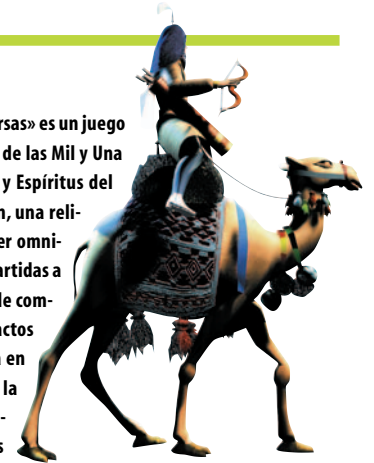 rsas» es un juego
de las Mil y Una
y Espíritus del
n, una reli-
er omni-
artidas a
de com-
actos
en
la
-
s